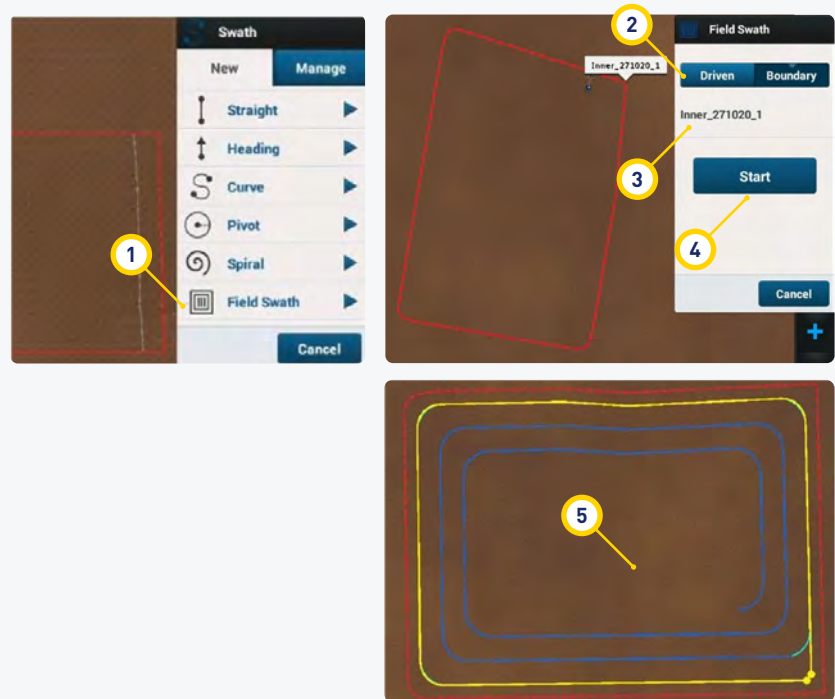 Swath
New Manage
Straight
Heading
Curve
Pivot
Spiral
Field Swath
Cancel
1
2
Field Swath
Driven Boundary
Inner_271020_1
Inner_271020_1
3
Start
4
Cancel
+
5